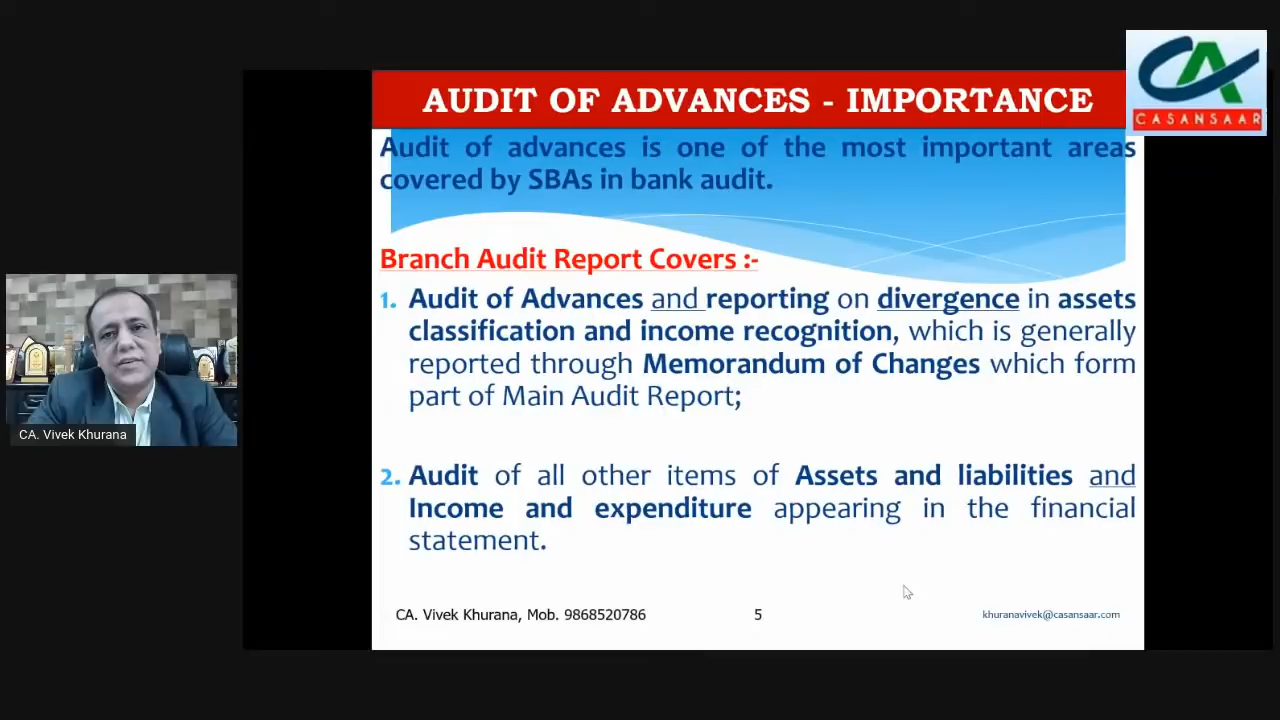 AUDIT OF ADVANCES - IMPORTANCE
CASANSAAR
Audit of advances is one of the most important areas
covered by SBAs in bank audit.
Branch Audit Report Covers :-
1. Audit of Advances and reporting on divergence in assets
classification and income recognition, which is generally
reported through Memorandum of Changes which form
part of Main Audit Report;
2. Audit of all other items of Assets and liabilities and
Income and expenditure appearing in the financial
statement.
CA. Vivek Khurana
CA. Vivek Khurana, Mob. 9868520786 5 khuranavivek@casansaar.com